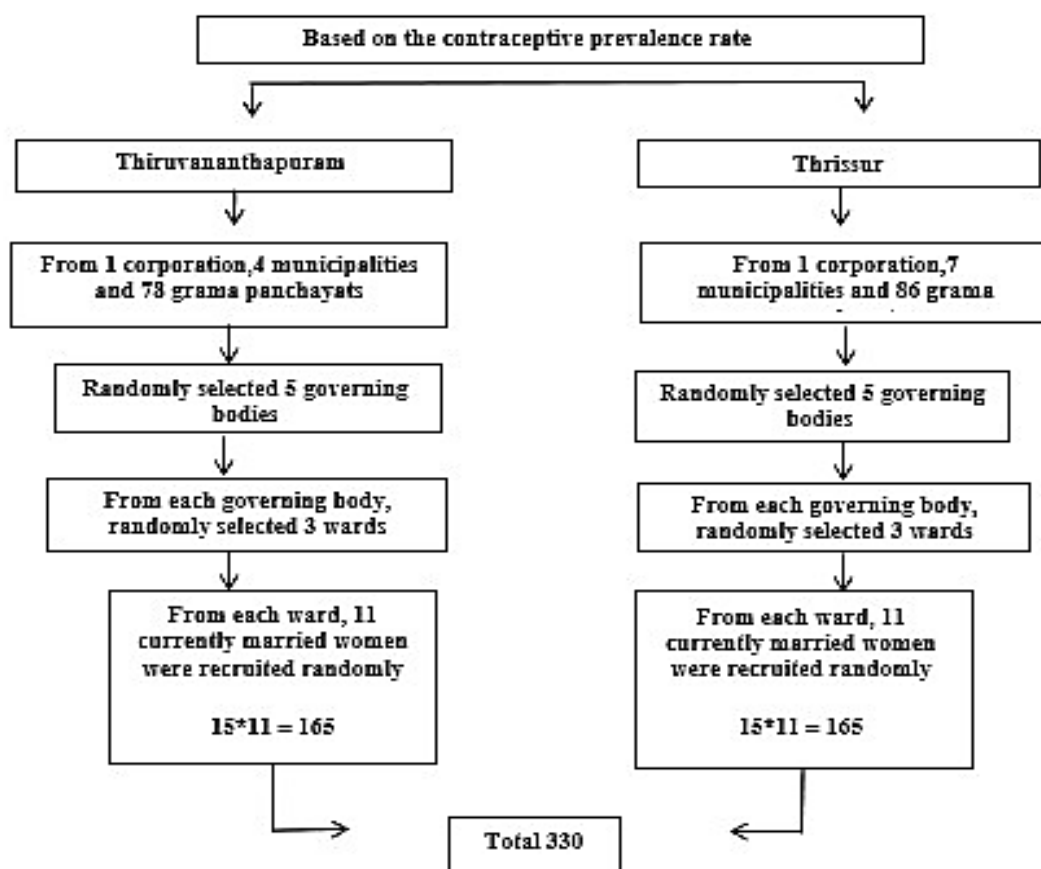 Based on the contraceptive prevalence rate
Thiruvananthapuram
From 1 corporation,4 municipalities
and 78 grama panchayats
Randomly selected 5 governing
bodies
From each governing body,
randomly selected 3 wards
From each ward, 11
currently married women
were recruited randomly
15*11 = 165
Thrissur
From 1 corporation,7
municipalities and 86 grama
Randomly selected 5 governing
bodies
From each governing body,
randomly selected 3 wards
From each ward, 11
currently married women
were recruited randomly
15*11 = 165
Total 330